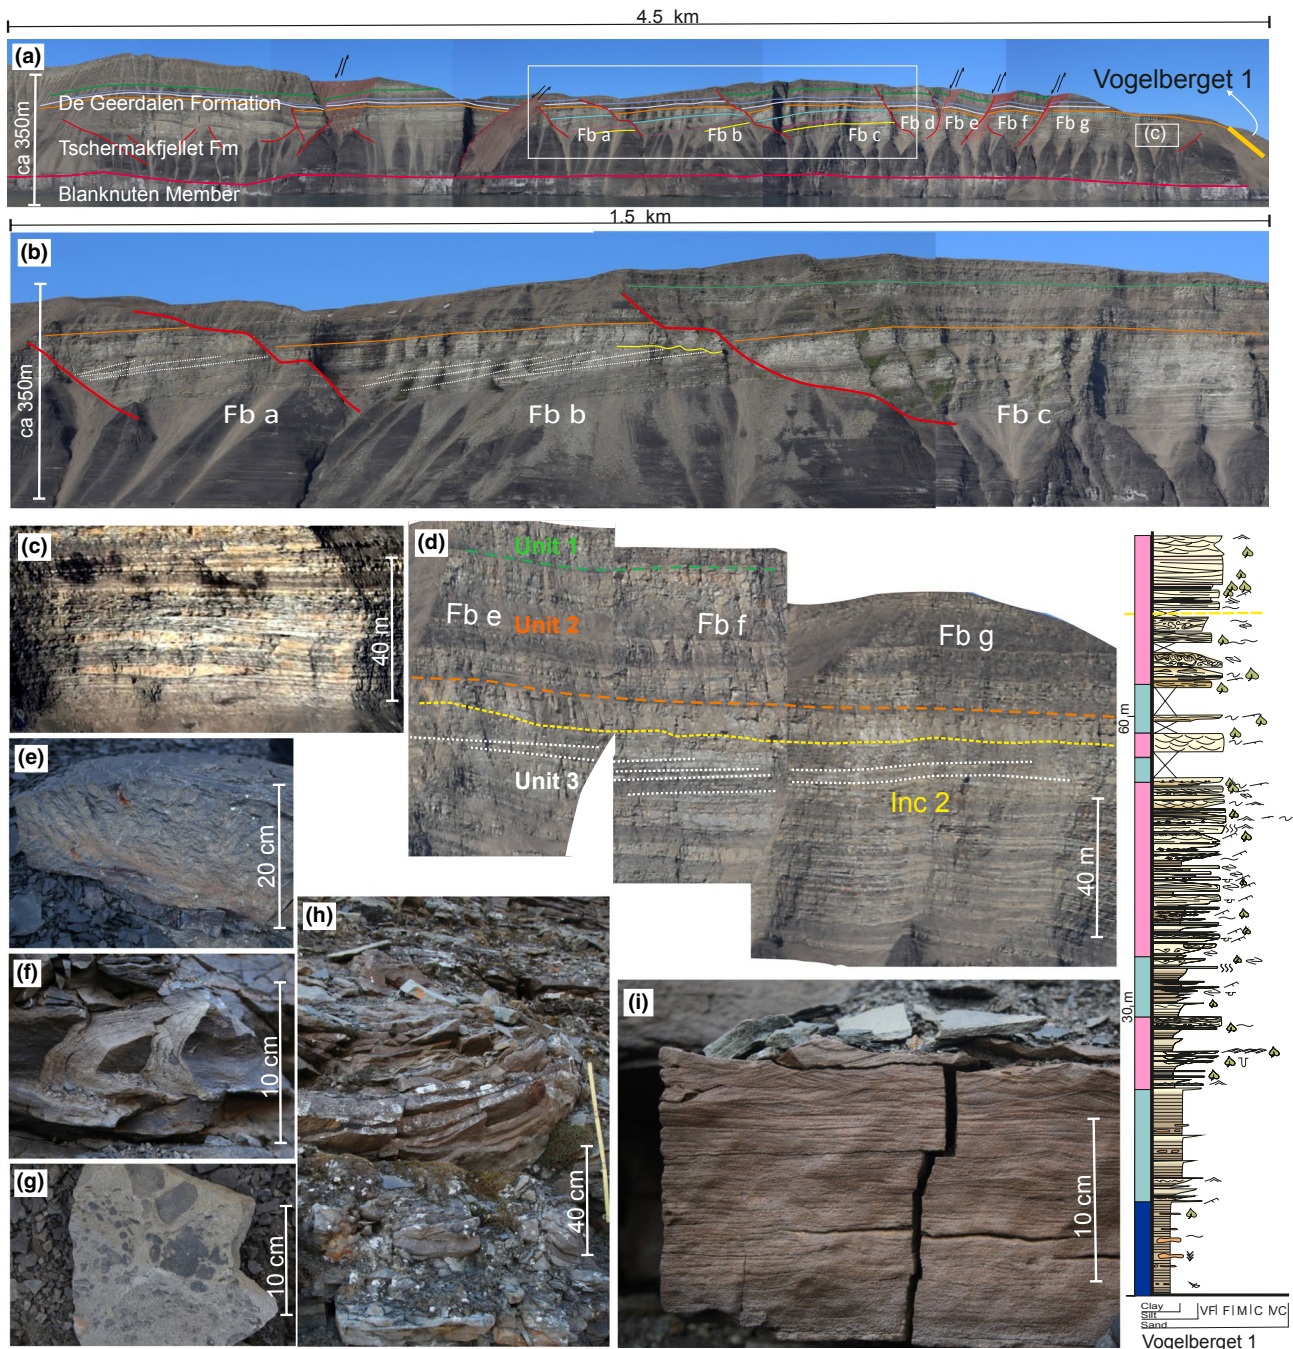 4.5 km
(a)
Vogelberget 1
ca 350m
De Geerdalen Formation
Tschermakfjellet Fm
Blanknuten Member
Fb a
Fb b
Fb c
Fb d
Fb e
Fb f
Fb g
(c)
1.5 km
(b)
ca 350m
Fb a
Fb b
Fb c
(c)
40 m
(d)
Unit 1
Fb e
Unit 2
Fb f
Fb g
Unit 3
Inc 2
40 m
(e)
20 cm
(f)
10 cm
(g)
10 cm
(h)
40 cm
(i)
10 cm
60 m
30 m
Clay
Silt
Sand
VF F M C VC
Vogelberget 1